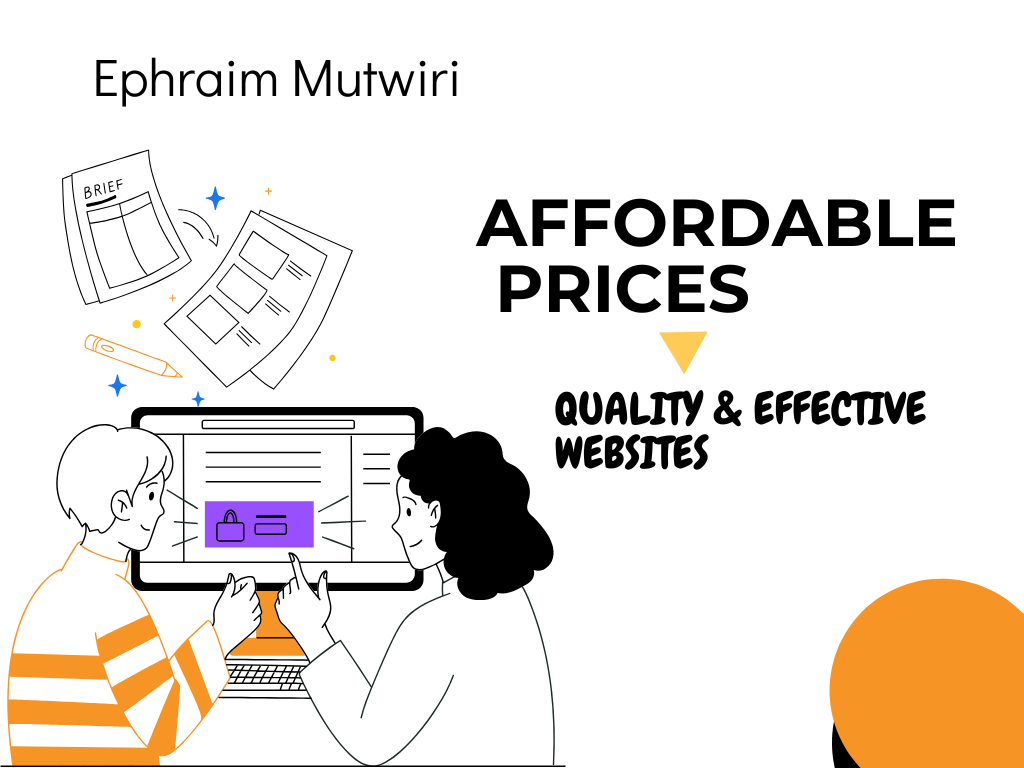 Ephraim Mutwiri
BRIEF
AFFORDABLE
PRICES
QUALITY & EFFECTIVE
WEBSITES